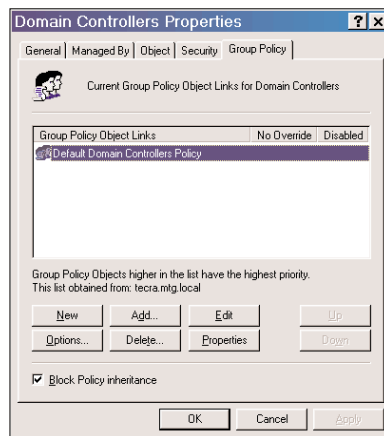 Domain Controllers Properties
General Managed By Object Security Group Policy
Current Group Policy Object Links for Domain Controllers
Group Policy Object Links No Override Disabled
Default Domain Controllers Policy
Group Policy Objects higher in the list have the highest priority.
This list obtained from: tecra.mtg.local
New Add... Edit Up
Options... Delete... Properties Down
Block Policy inheritance
OK Cancel Apply